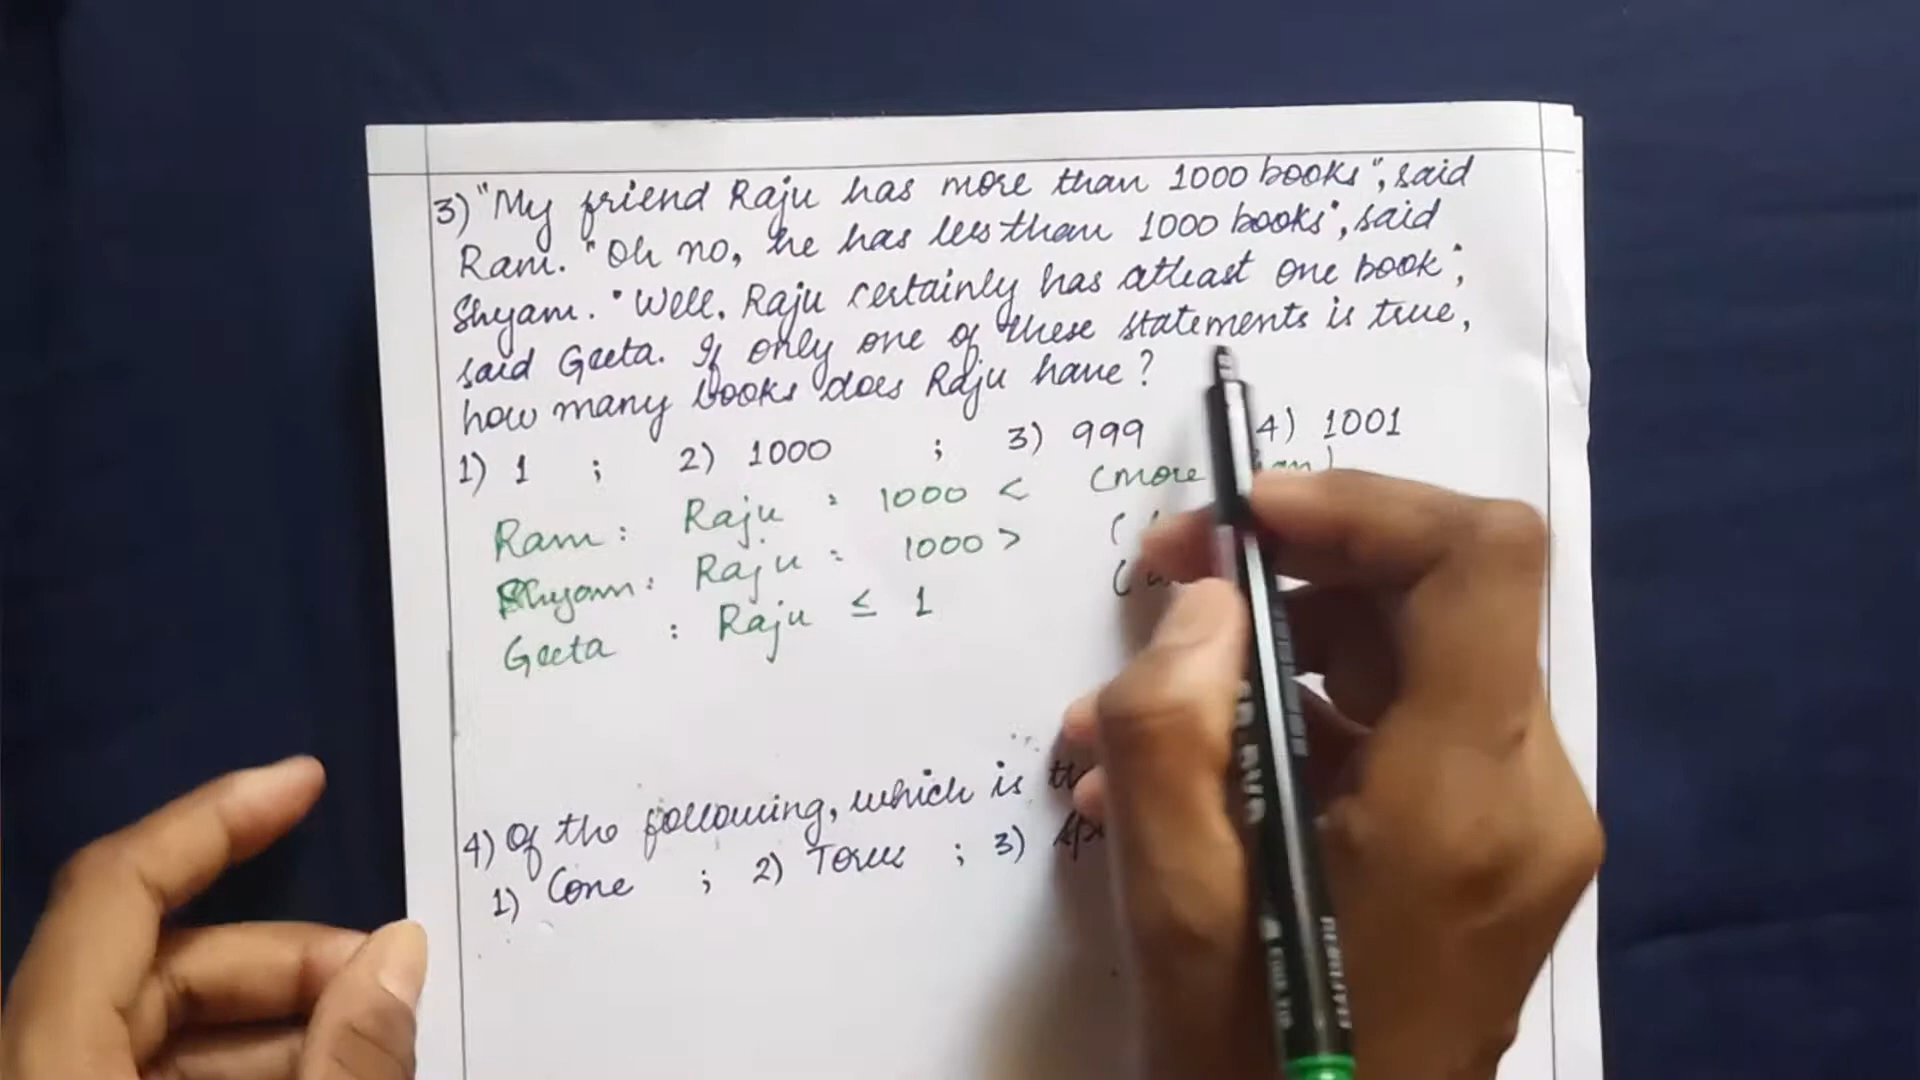 3) "My friend Raju has more than 1000 books", said
Ram. "Oh no, he has less than 1000 books", said
Shyam. "Well, Raju certainly has atleast one book",
said Geeta. If only one of these statements is true,
how many books does Raju have?
1) 1 ; 2) 1000 ; 3) 999 4) 1001
Ram : Raju : 1000 < (more
Shyam : Raju : 1000 > (
Geeta : Raju ≤ 1 (
4) Of the following, which is
1) Cone ; 2) Torus ; 3)